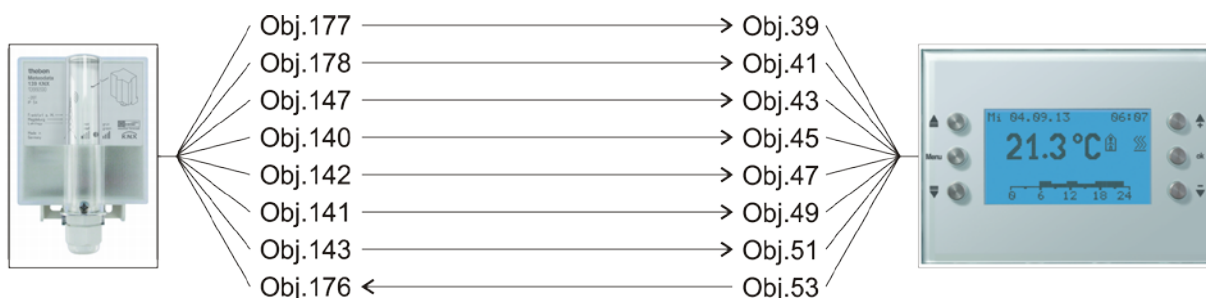 Obj.177 Obj.39
Obj.178 Obj.41
Obj.147 Obj.43
Obj.140 Obj.45
Obj.142 Obj.47
Obj.141 Obj.49
Obj.143 Obj.51
Obj.176 Obj.53
theben
Mi 04.09.13 06:07
21.3°C
Menu
ok
0 6 12 18 24